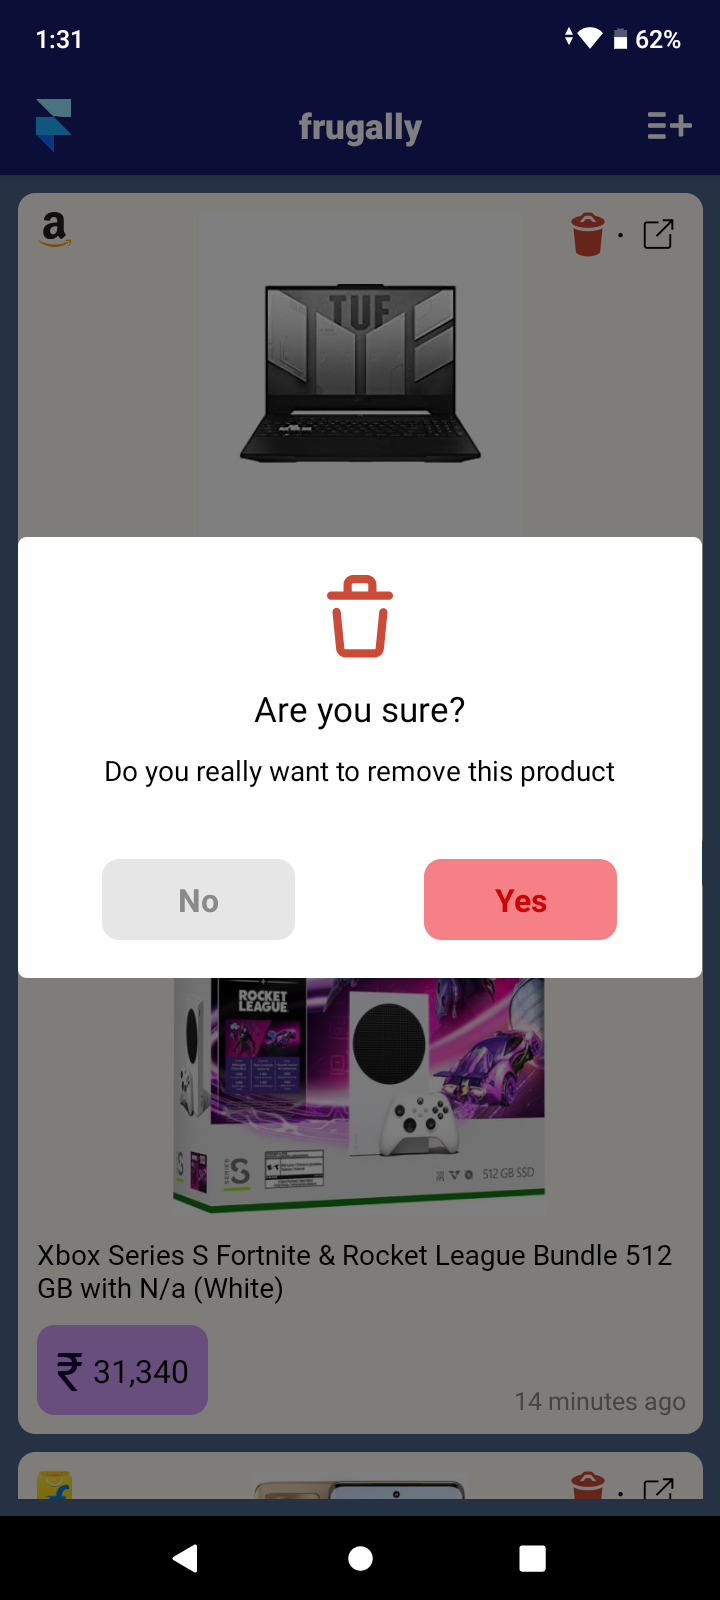 1:31
62%
frugally
a
TUF
Are you sure?
Do you really want to remove this product
No
Yes
ROCKET
LEAGUE
SERIES
S
512 GB SSD
Xbox Series S Fortnite & Rocket League Bundle 512
GB with N/a (White)
₹ 31,340
14 minutes ago
f